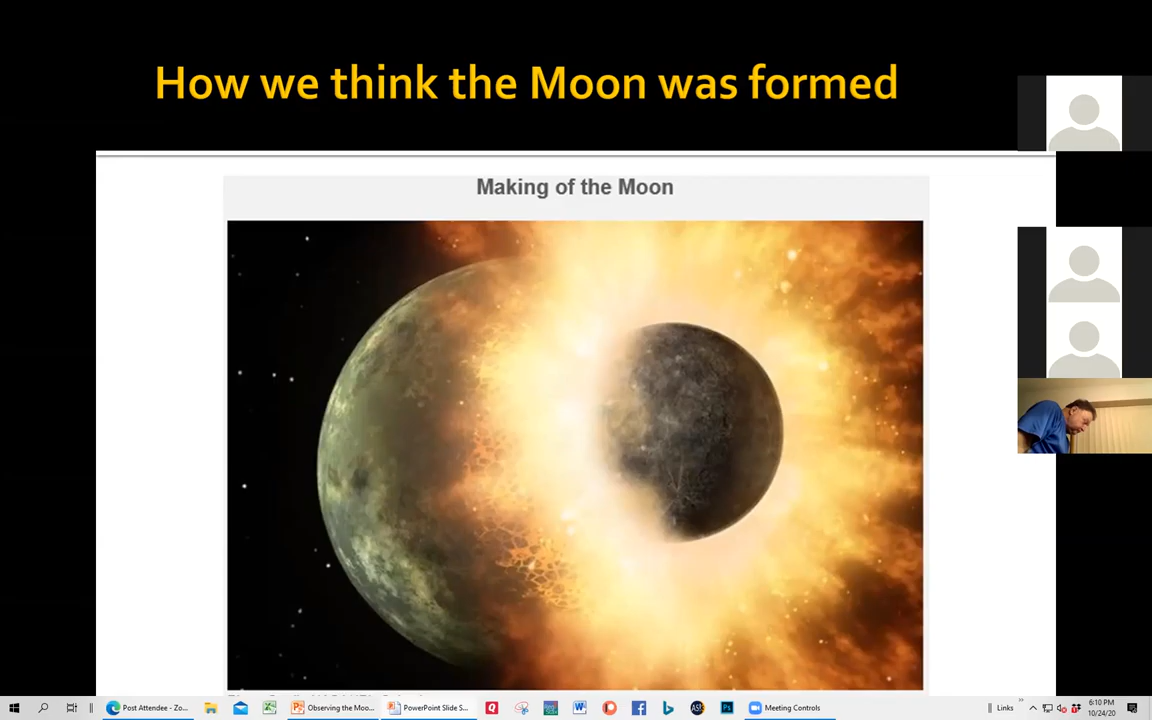 How we think the Moon was formed
Making of the Moon
Post Attendee - Zo...
Observing the Moo...
PowerPoint Slide S...
Meeting Controls
Links
6:10 PM
10/24/20